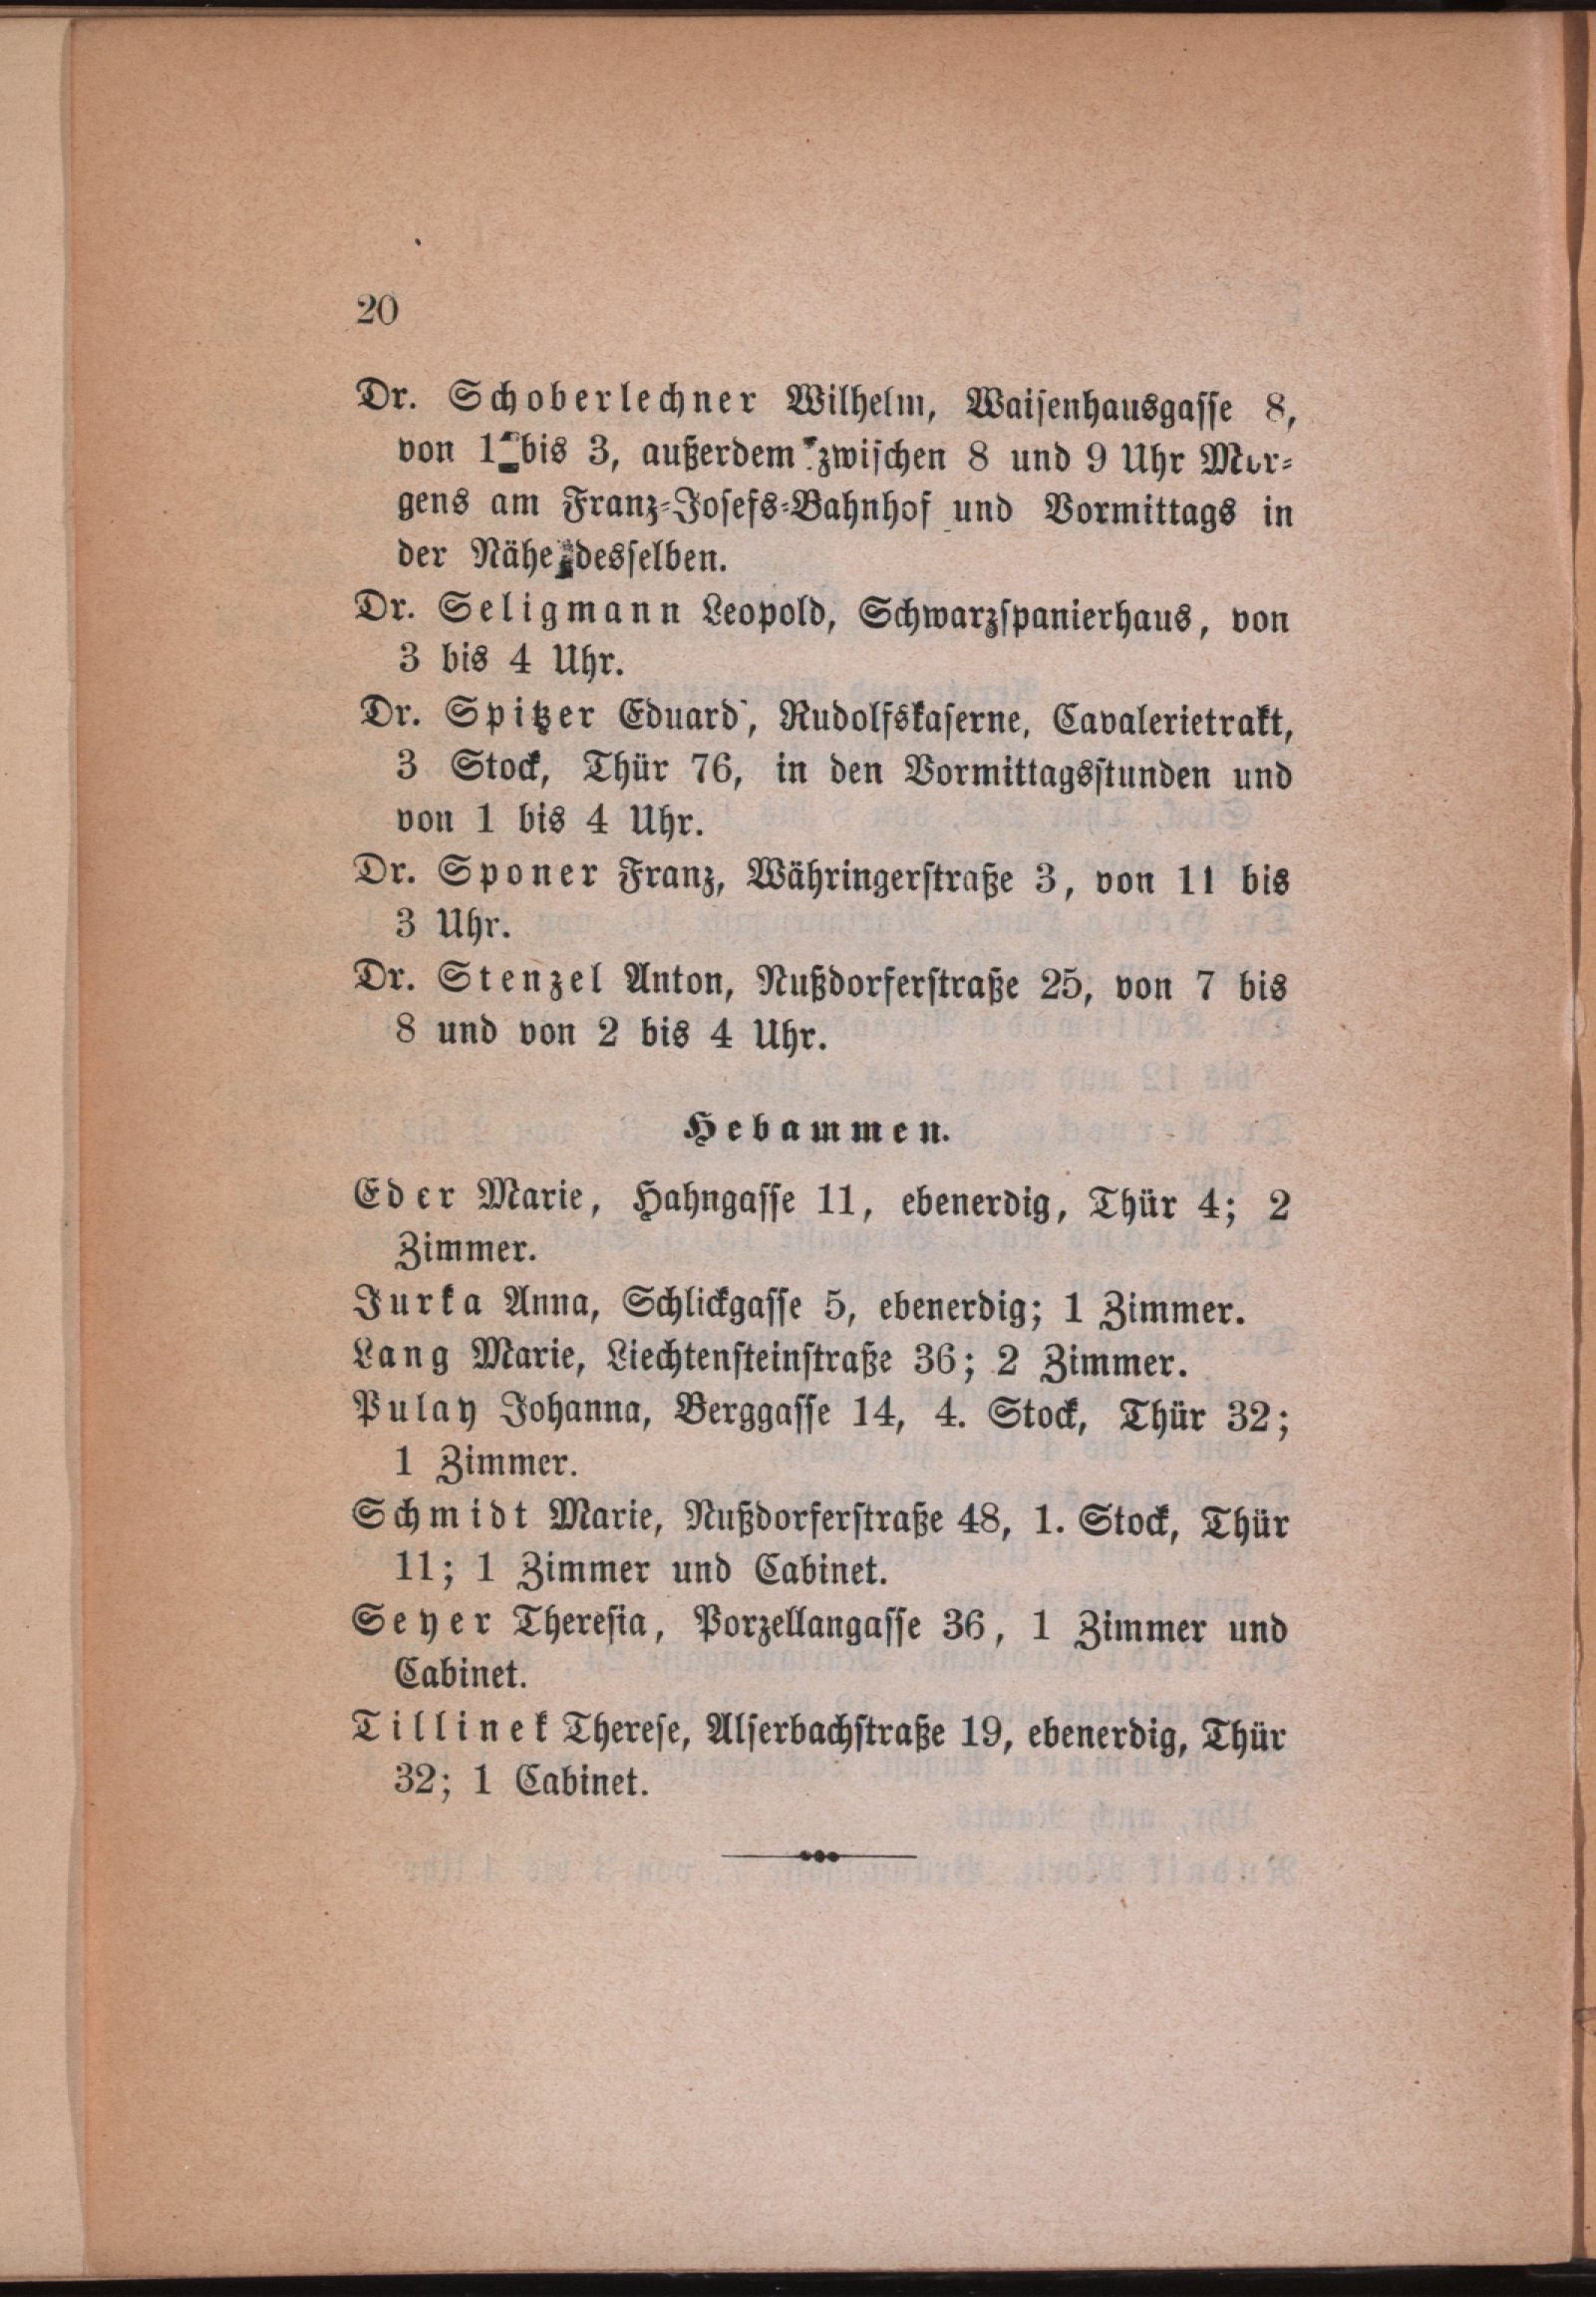 20
Dr. Schoberlechner Wilhelm, Waisenhausgasse 8,
von 1 bis 3, außerdem zwischen 8 und 9 Uhr Mor-
gens am Franz-Josefs-Bahnhof und Vormittags in
der Nähe desselben.
Dr. Seligmann Leopold, Schwarzspanierhaus, von
3 bis 4 Uhr.
Dr. Spitzer Eduard, Rudolfskaserne, Cavalerietrakt,
3 Stock, Thür 76, in den Vormittagsstunden und
von 1 bis 4 Uhr.
Dr. Sponer Franz, Währingerstraße 3, von 11 bis
3 Uhr.
Dr. Stenzel Anton, Nußdorferstraße 25, von 7 bis
8 und von 2 bis 4 Uhr.
Hebammen.
Eder Marie, Hahngasse 11, ebenerdig, Thür 4; 2
Zimmer.
Jurka Anna, Schlickgasse 5, ebenerdig; 1 Zimmer.
Lang Marie, Liechtensteinstraße 36; 2 Zimmer.
Pulay Johanna, Berggasse 14, 4. Stock, Thür 32;
1 Zimmer.
Schmidt Marie, Nußdorferstraße 48, 1. Stock, Thür
11; 1 Zimmer und Cabinet.
Seyer Theresia, Porzellangasse 36, 1 Zimmer und
Cabinet.
Tillinek Therese, Alserbachstraße 19, ebenerdig, Thür
32; 1 Cabinet.